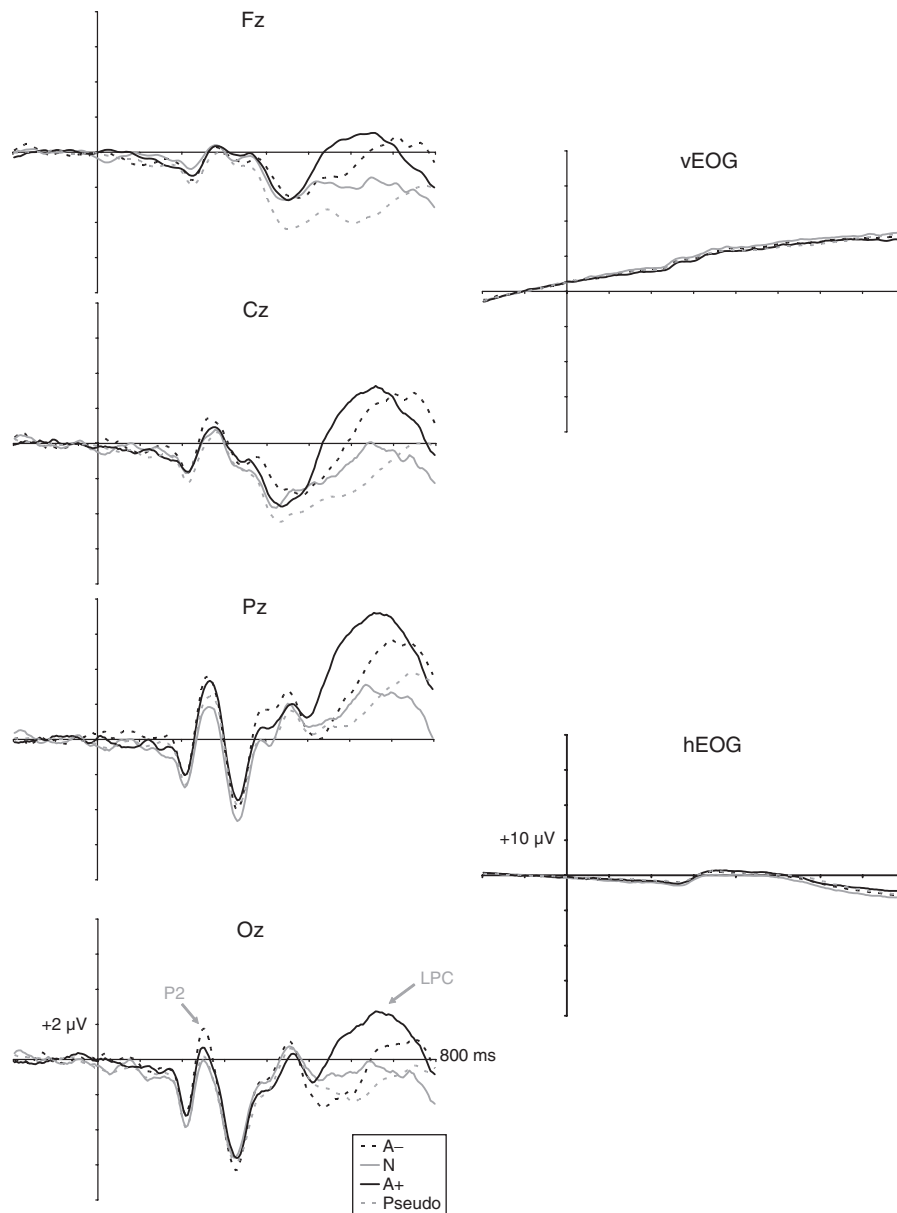 Fz
vEOG
Cz
Pz
hEOG
+10 μV
Oz
P2
LPC
+2 μV
800 ms
A−
N
A+
Pseudo